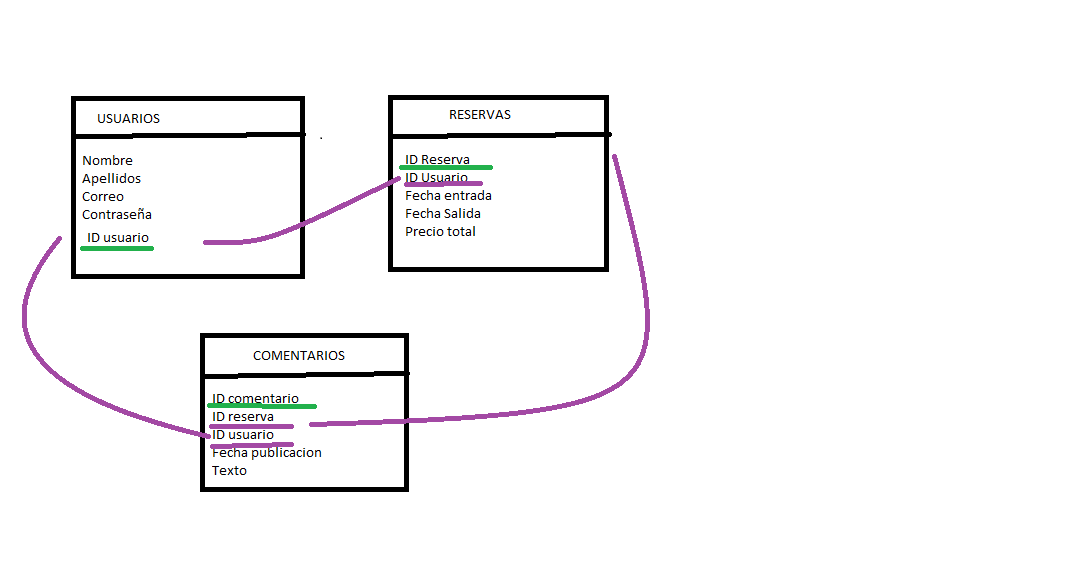 USUARIOS
Nombre
Apellidos
Correo
Contraseña
ID usuario
RESERVAS
ID Reserva
ID Usuario
Fecha entrada
Fecha Salida
Precio total
COMENTARIOS
ID comentario
ID reserva
ID usuario
Fecha publicacion
Texto